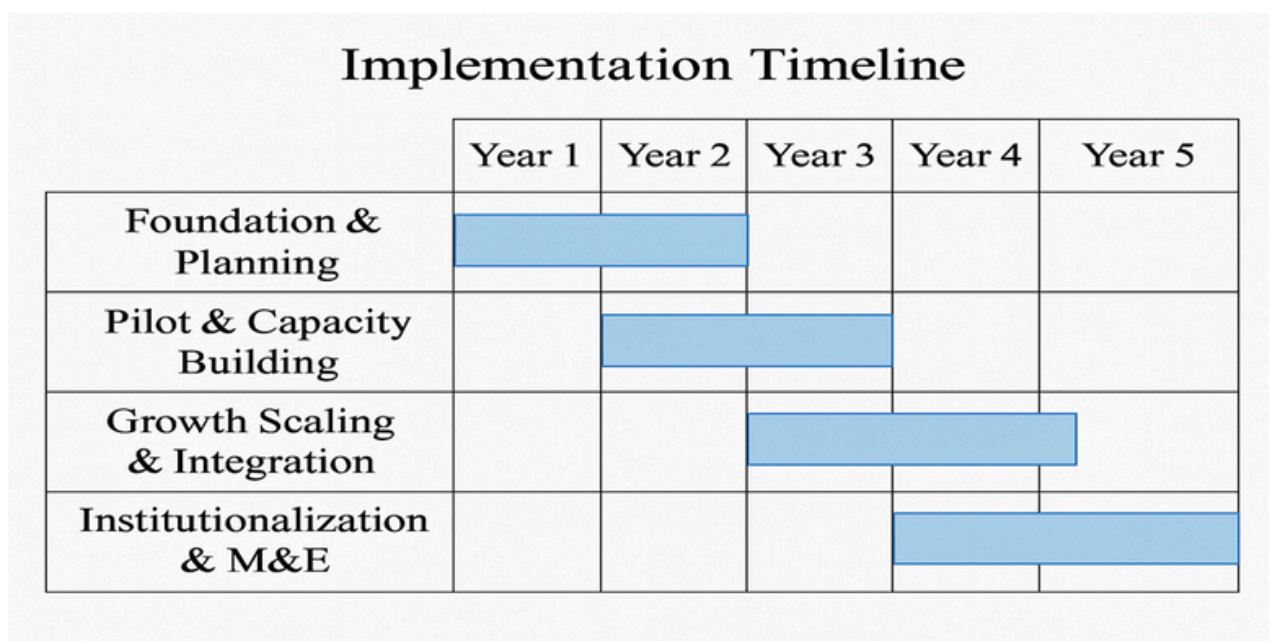 Implementation Timeline
Year 1 Year 2 Year 3 Year 4 Year 5
Foundation &
Planning
Pilot & Capacity
Building
Growth Scaling
& Integration
Institutionalization
& M&E